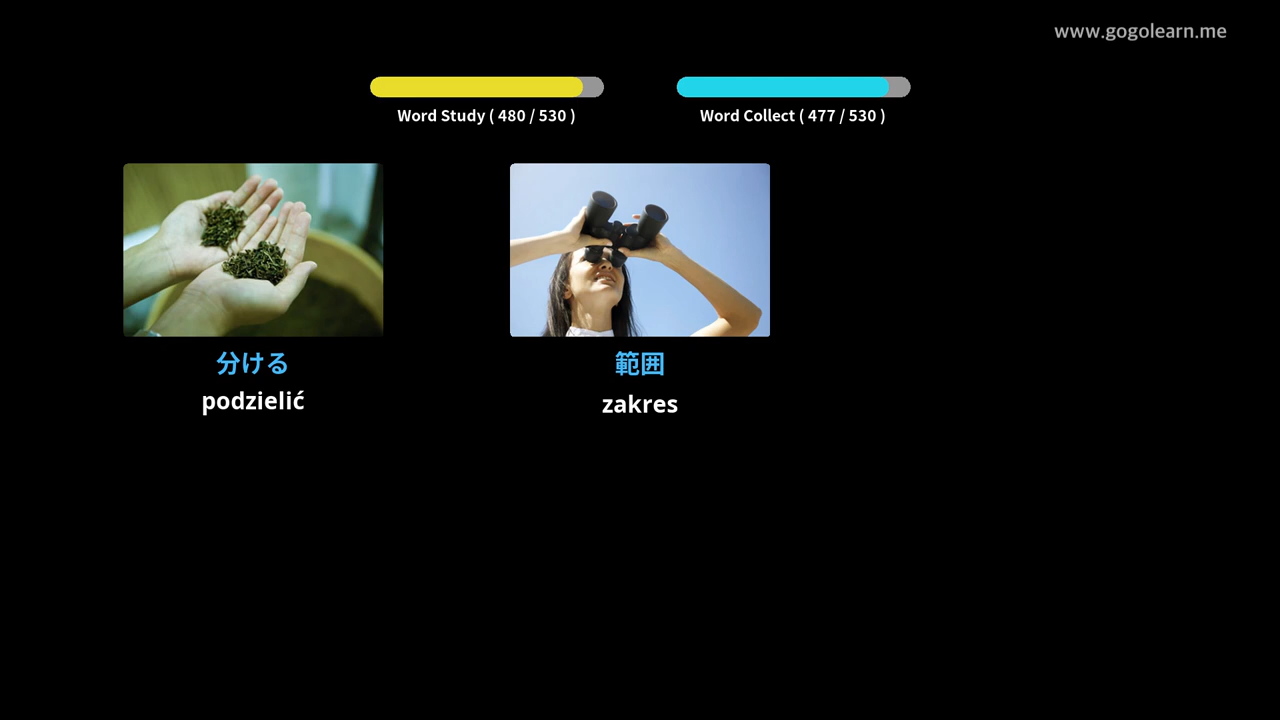 www.gogolearn.me
Word Study ( 480 / 530 )
Word Collect ( 477 / 530 )
分ける
podzielić
範囲
zakres